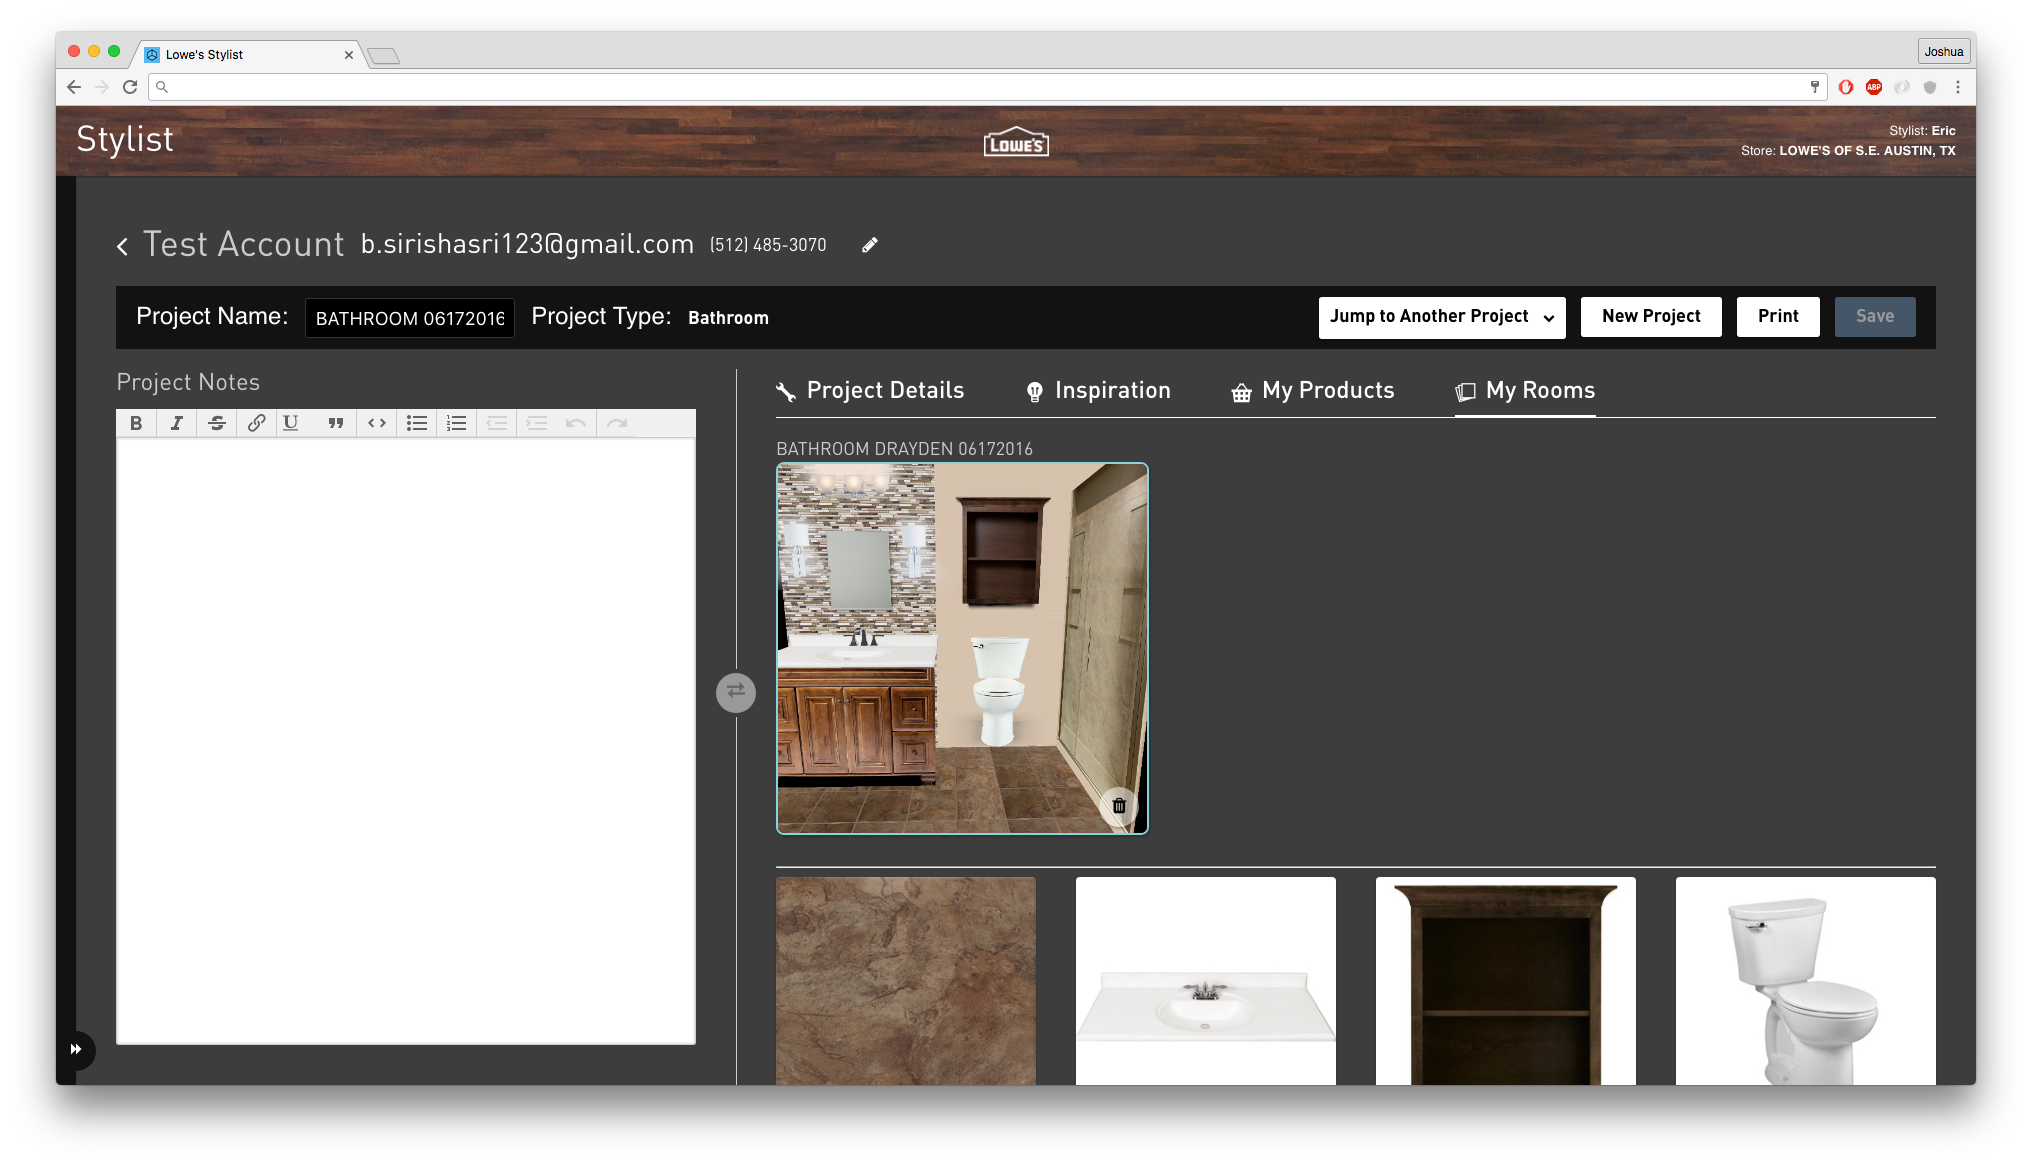 Lowe's Stylist
Joshua
ABP
Stylist
LOWE'S
Stylist: Eric
Store: LOWE'S OF S.E. AUSTIN, TX
Test Account b.sirishasri123@gmail.com (512) 485-3070
Project Name: BATHROOM 06172016 Project Type: Bathroom
Jump to Another Project
New Project
Print
Save
Project Notes
Project Details
Inspiration
My Products
My Rooms
BATHROOM DRAYDEN 06172016